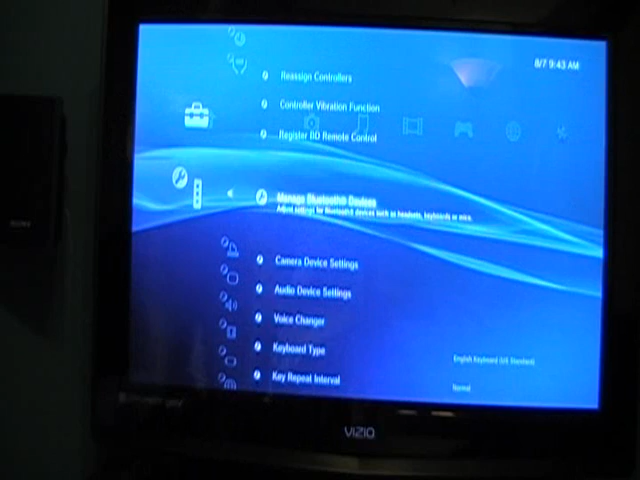 8/7 9:43 AM
Reassign Controllers
Controller Vibration Function
Register BD Remote Control
Manage Bluetooth® Devices
Adjust settings for Bluetooth® devices such as headsets, keyboards or mice.
Camera Device Settings
Audio Device Settings
Voice Changer
Keyboard Type
English Keyboard (US Standard)
Key Repeat Interval
Normal
VIZIO